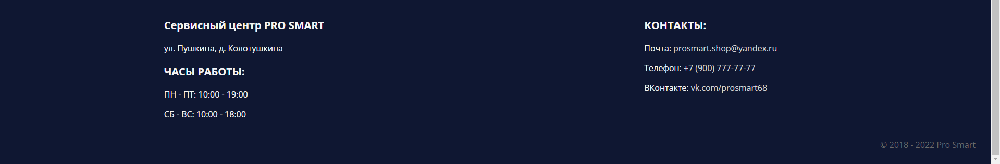 Сервисный центр PRO SMART
ул. Пушкина, д. Колотушкина
ЧАСЫ РАБОТЫ:
ПН - ПТ: 10:00 - 19:00
СБ - ВС: 10:00 - 18:00
КОНТАКТЫ:
Почта: prosmart.shop@yandex.ru
Телефон: +7 (900) 777-77-77
ВКонтакте: vk.com/prosmart68
© 2018 - 2022 Pro Smart